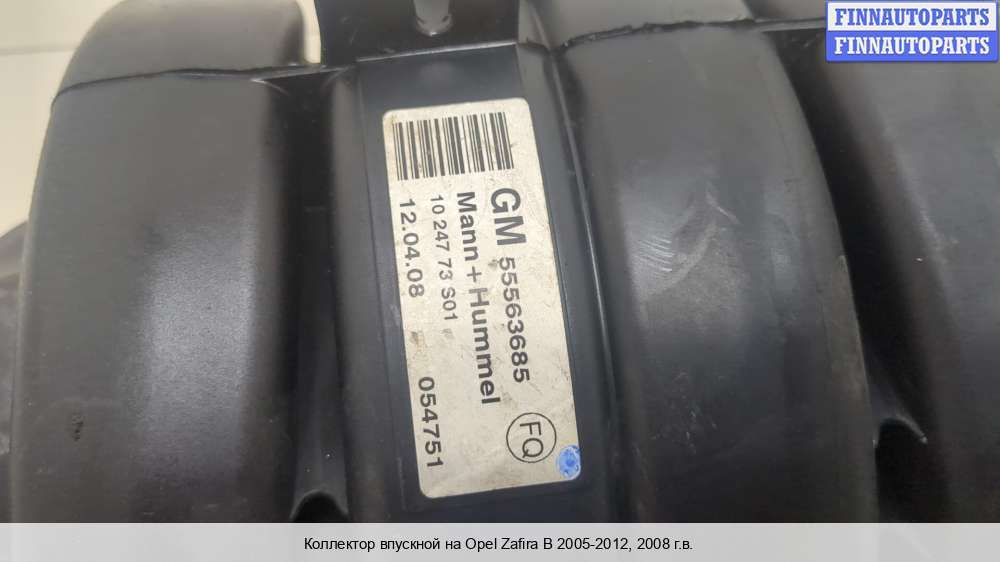 FINNAUTOPARTS
FINNAUTOPARTS
GM 55563685
Mann+Hummel
10 247 73 S01
12.04.08 054751
FQ
Коллектор впускной на Opel Zafira B 2005-2012, 2008 г.в.